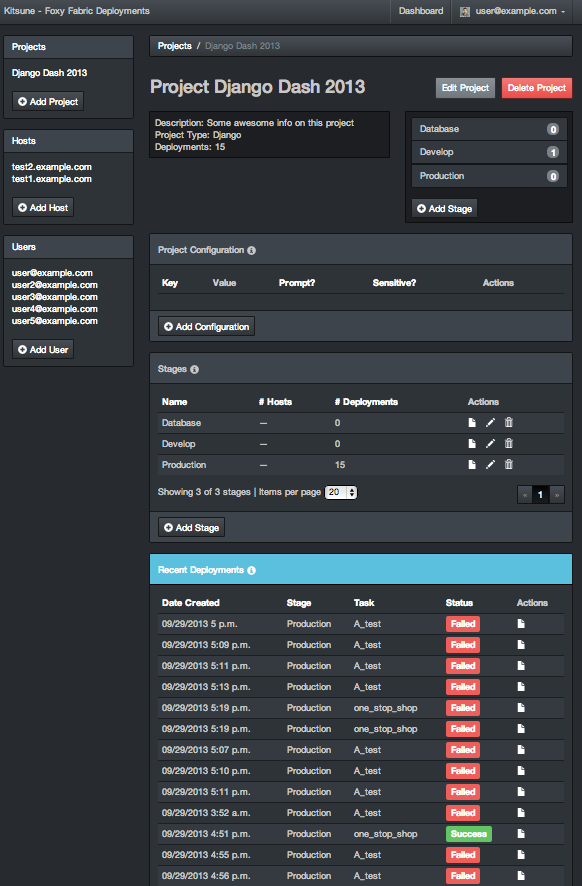 Kitsune - Foxy Fabric Deployments
Dashboard
user@example.com
Projects
Django Dash 2013
Add Project
Hosts
test2.example.com
test1.example.com
Add Host
Users
user@example.com
user2@example.com
user3@example.com
user4@example.com
user5@example.com
Add User
Projects / Django Dash 2013
Project Django Dash 2013
Edit Project
Delete Project
Description: Some awesome info on this project
Project Type: Django
Deployments: 15
Database 0
Develop 1
Production 0
Add Stage
Project Configuration
Key Value Prompt? Sensitive? Actions
Add Configuration
Stages
Name # Hosts # Deployments Actions
Database — 0
Develop — 0
Production — 15
Showing 3 of 3 stages | Items per page 20
« 1 »
Add Stage
Recent Deployments
Date Created Stage Task Status Actions
09/29/2013 5 p.m. Production A_test Failed
09/29/2013 5:09 p.m. Production A_test Failed
09/29/2013 5:11 p.m. Production A_test Failed
09/29/2013 5:13 p.m. Production A_test Failed
09/29/2013 5:19 p.m. Production one_stop_shop Failed
09/29/2013 5:19 p.m. Production one_stop_shop Failed
09/29/2013 5:07 p.m. Production A_test Failed
09/29/2013 5:10 p.m. Production A_test Failed
09/29/2013 5:11 p.m. Production A_test Failed
09/29/2013 3:52 a.m. Production A_test Failed
09/29/2013 4:51 p.m. Production one_stop_shop Success
09/29/2013 4:55 p.m. Production A_test Failed
09/29/2013 4:56 p.m. Production A_test Failed